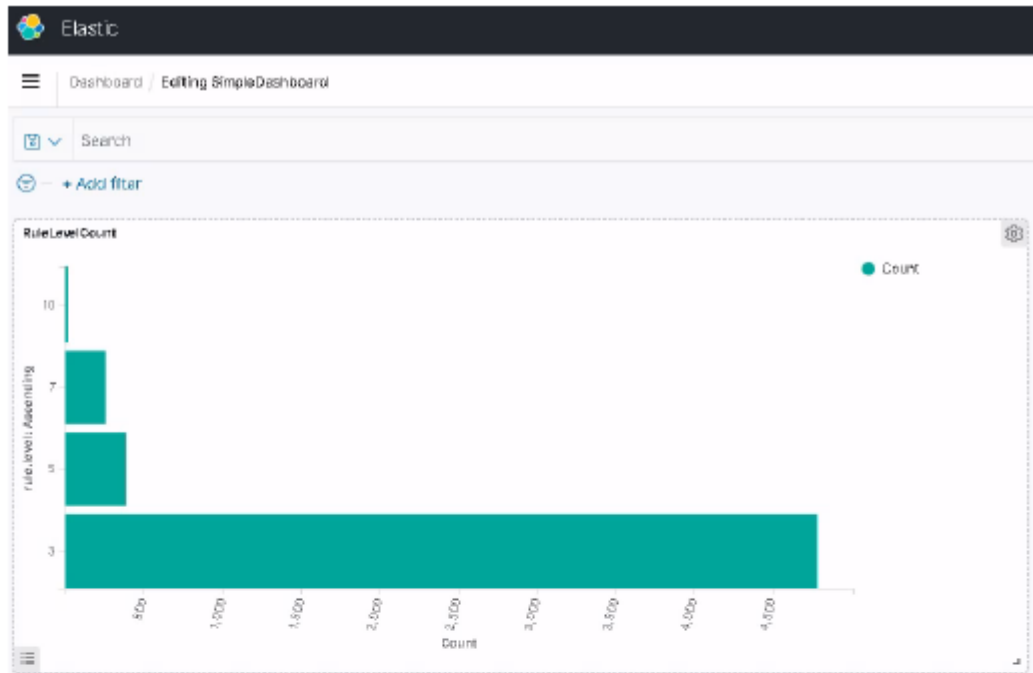 Elastic
Dashboard / Editing SimpleDashboard
Search
+ Add filter
RuleLevelCount
Count
10
7
5
3
rule.level: Ascending
500
1,000
1,500
2,000
2,500
3,000
3,500
4,000
4,500
Count